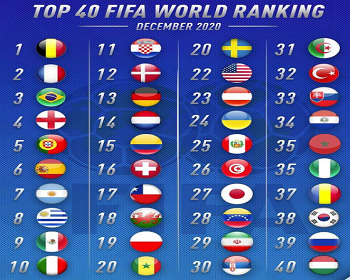 TOP 40 FIFA WORLD RANKING
DECEMBER 2020
1 11 20 31
2 12 22 32
3 13 23 33
4 14 24 34
5 15 25 35
6 16 26 35
7 17 27 37
8 18 28 38
9 19 29 39
10 20 30 40